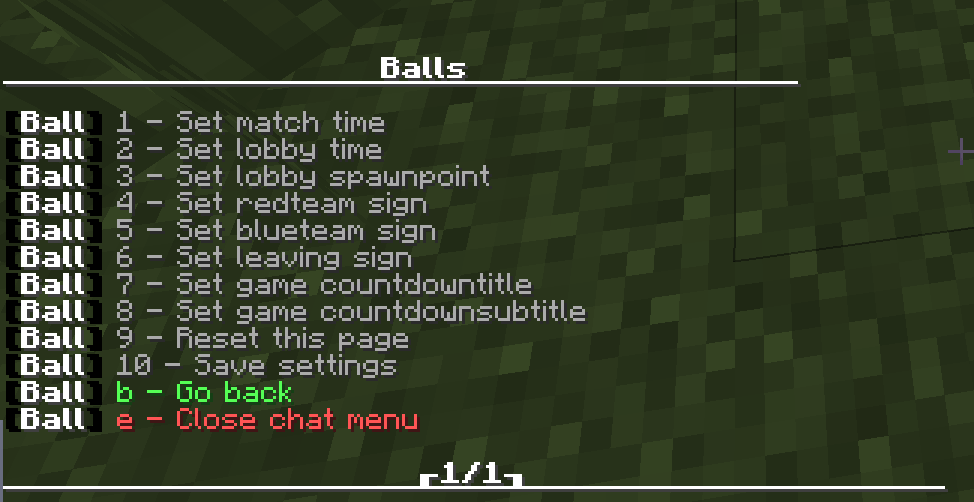 Balls
[Ball] 1 - Set match time
[Ball] 2 - Set lobby time
[Ball] 3 - Set lobby spawnpoint
[Ball] 4 - Set redteam sign
[Ball] 5 - Set blueteam sign
[Ball] 6 - Set leaving sign
[Ball] 7 - Set game countdowntitle
[Ball] 8 - Set game countdownsubtitle
[Ball] 9 - Reset this page
[Ball] 10 - Save settings
[Ball] b - Go back
[Ball] e - Close chat menu
┌1/1┐